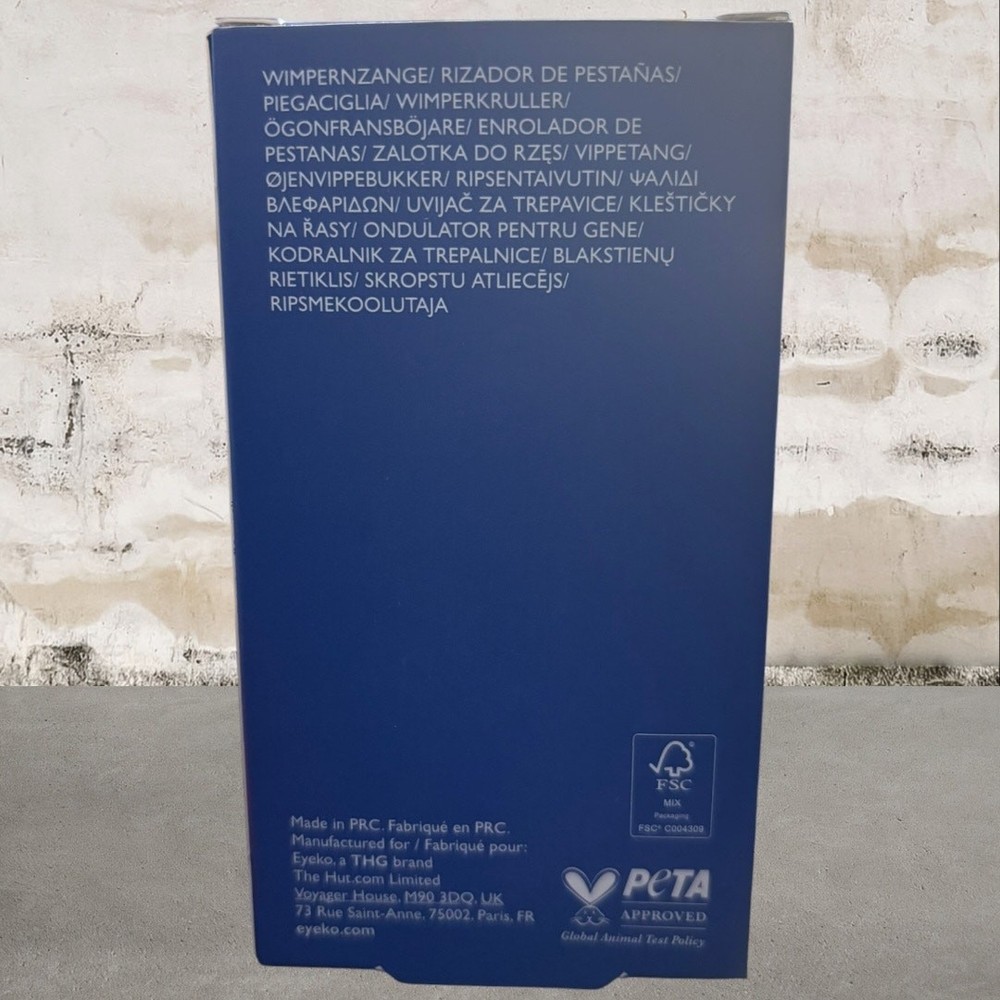 WIMPERNZANGE/ RIZADOR DE PESTAÑAS/
PIEGACIGLIA/ WIMPERKRULLER/
ÖGONFRANSBÖJARE/ ENROLADOR DE
PESTANAS/ ZALOTKA DO RZĘS/ VIPPETANG/
ØJENVIPPEBUKKER/ RIPSENTAIVUTIN/ ΨΑΛΙΔΙ
ΒΛΕΦΑΡΙΔΩΝ/ UVIJAČ ZA TREPAVICE/ KLEŠTIČKY
NA ŘASY/ ONDULATOR PENTRU GENE/
KODRALNIK ZA TREPALNICE/ BLAKSTIENŲ
RIETIKLIS/ SKROPSTU ATLIECĒJS/
RIPSMEKOOLUTAJA
FSC®
MIX
Packaging
FSC® C004309
Made in PRC. Fabriqué en PRC.
Manufactured for / Fabriqué pour:
Eyeko, a THG brand
The Hut.com Limited
Voyager House, M90 3DQ, UK
73 Rue Saint-Anne, 75002, Paris, FR
eyeko.com
PETA
APPROVED
Global Animal Test Policy